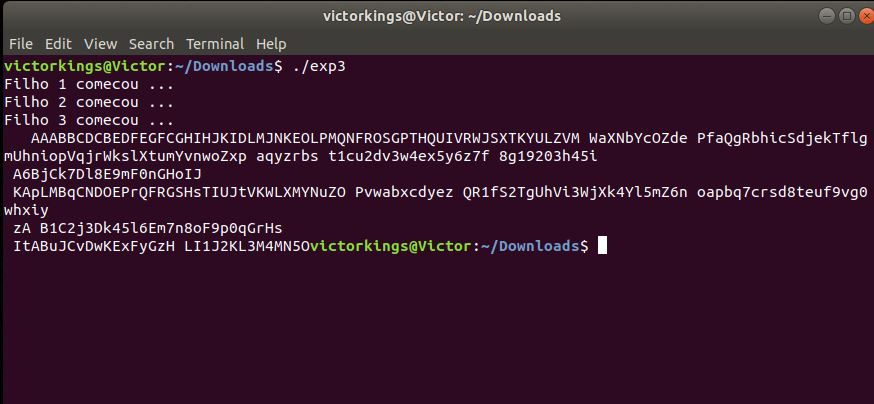 victorkings@Victor: ~/Downloads
File Edit View Search Terminal Help
victorkings@Victor:~/Downloads$ ./exp3
Filho 1 comecou ...
Filho 2 comecou ...
Filho 3 comecou ...
   AAABBCDCBEDFEGFCGHIHJKIDLMJNKEOLPMQNFROSGPTHQUIVRWJSXTKYULZVM WaXNbYcOZde PfaQgRbhicSdjekTflg
mUhniopVqjrWkslXtumYvnwoZxp aqyzrbs t1cu2dv3w4ex5y6z7f 8g19203h45i
 A6BjCk7Dl8E9mF0nGHoIJ
 KApLMBqCNDOEPrQFRGSHsTIUJtVKWLXMYNuZO Pvwabxcdyez QR1fS2TgUhVi3WjXk4Yl5mZ6n oapbq7crsd8teuf9vg0
whxiy
 zA B1C2j3Dk45l6Em7n8oF9p0qGrHs
 ItABuJCvDwKExFyGzH LI1J2KL3M4MN5Ovictorkings@Victor:~/Downloads$